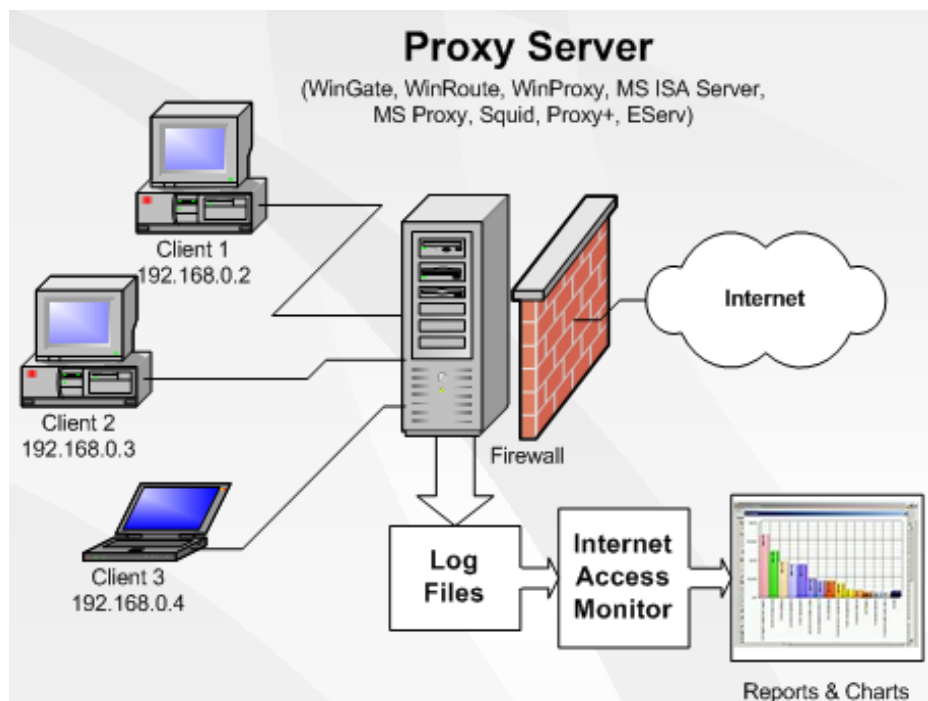 Proxy Server
(WinGate, WinRoute, WinProxy, MS ISA Server,
MS Proxy, Squid, Proxy+, EServ)
Client 1
192.168.0.2
Internet
Client 2
192.168.0.3
Firewall
Client 3
192.168.0.4
Log
Files
Internet
Access
Monitor
Reports & Charts